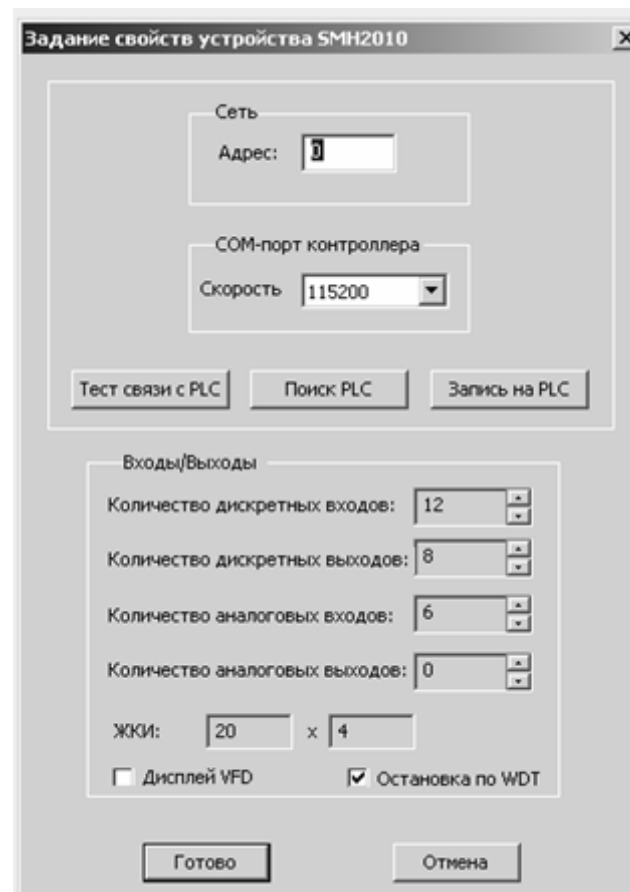 Задание свойств устройства SMH2010
Сеть
Адрес: 0
COM-порт контроллера
Скорость 115200
Тест связи с PLC Поиск PLC Запись на PLC
Входы/Выходы
Количество дискретных входов: 12
Количество дискретных выходов: 8
Количество аналоговых входов: 6
Количество аналоговых выходов: 0
ЖКИ: 20 x 4
Дисплей VFD Остановка по WDT
Готово Отмена